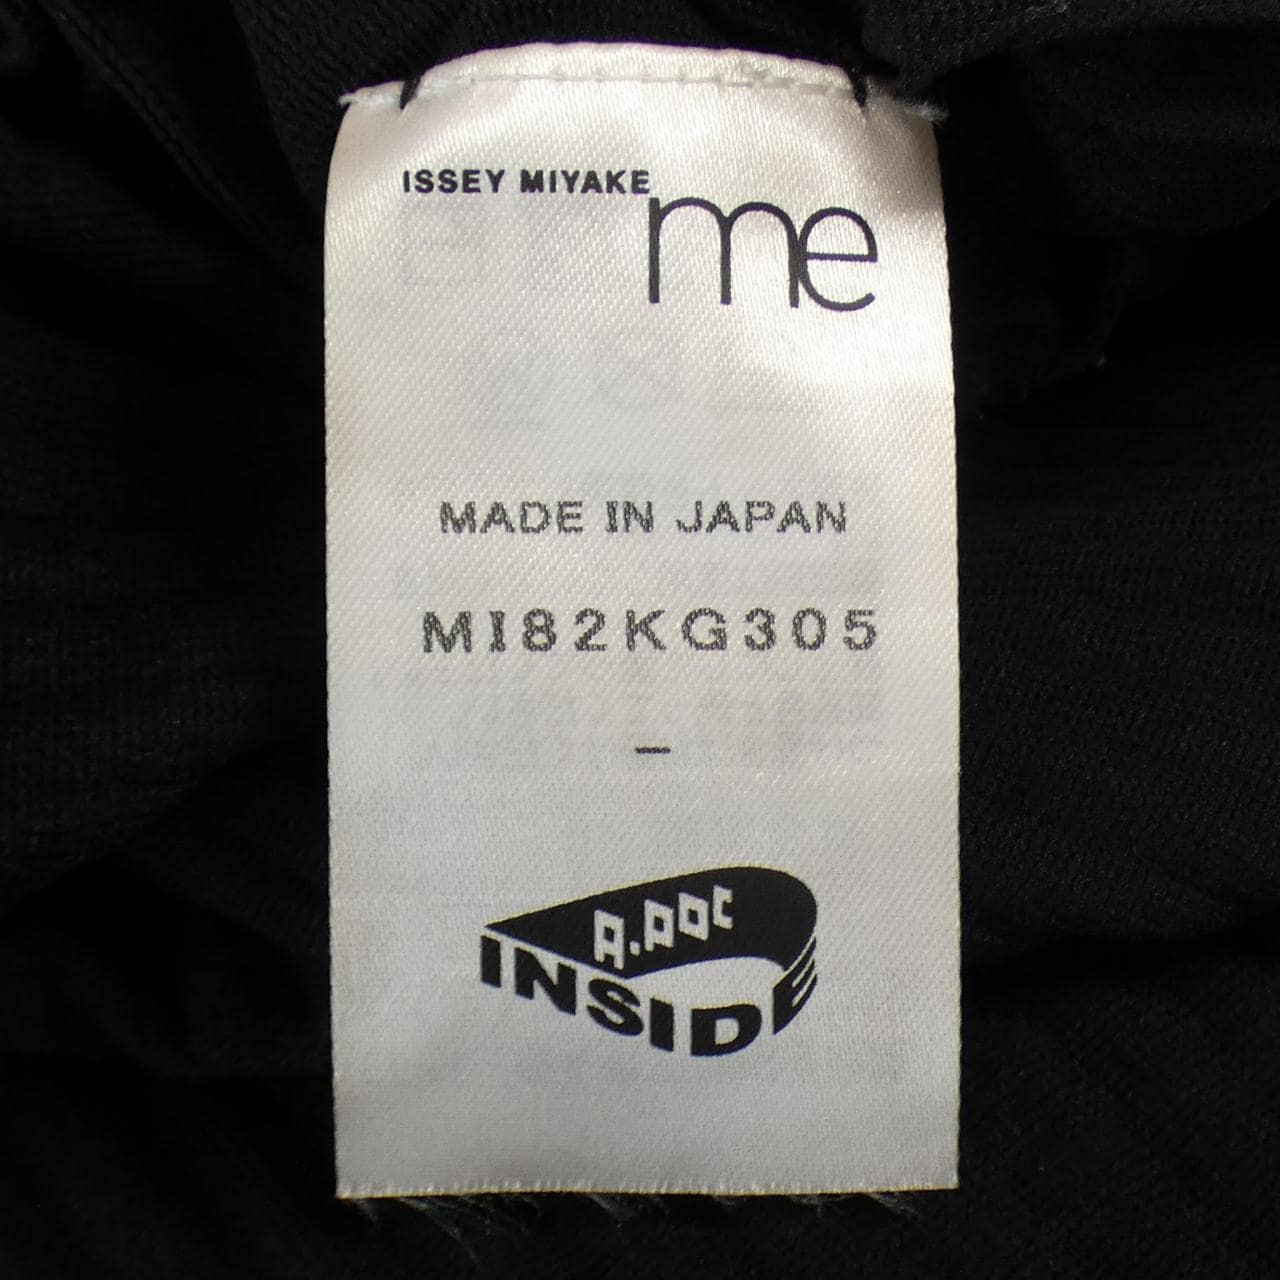 ISSEY MIYAKE
me
MADE IN JAPAN
MI82KG305
–
A.POC
INSIDE